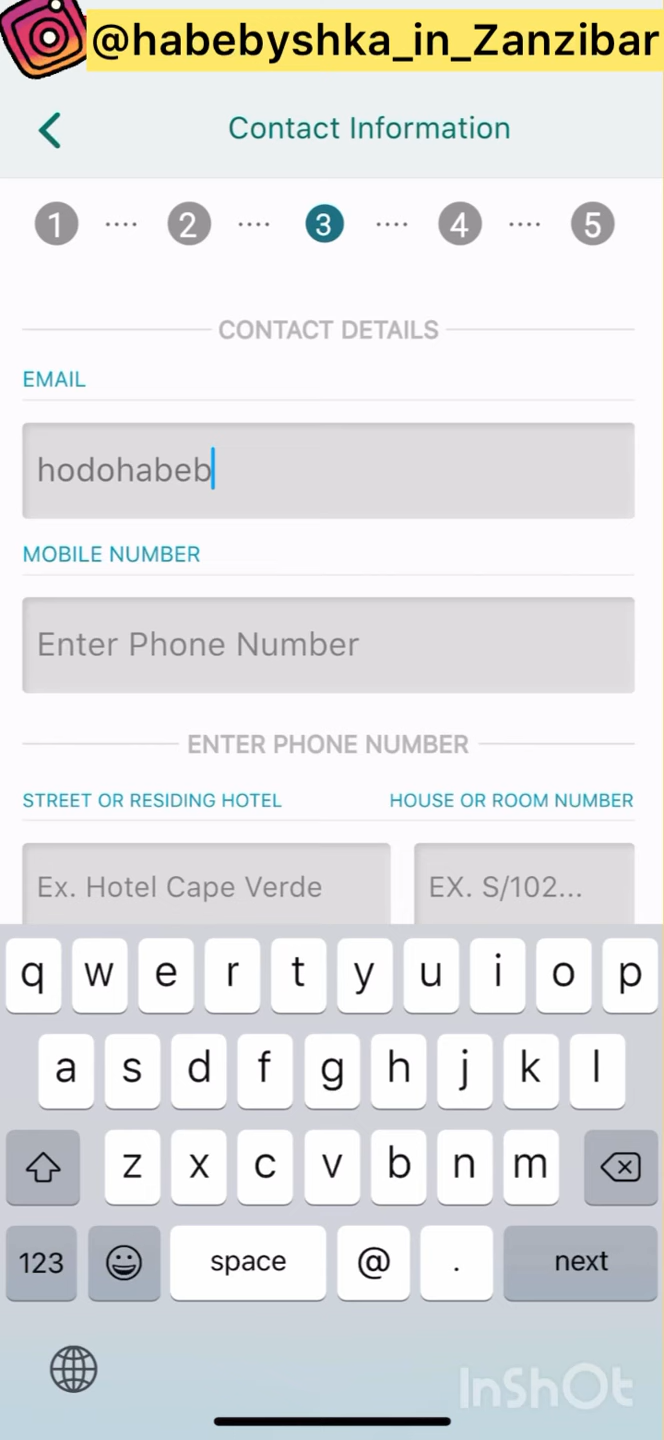 @habebyshka_in_Zanzibar
Contact Information
1 .... 2 .... 3 .... 4 .... 5
CONTACT DETAILS
EMAIL
hodohabeb
MOBILE NUMBER
Enter Phone Number
ENTER PHONE NUMBER
STREET OR RESIDING HOTEL HOUSE OR ROOM NUMBER
Ex. Hotel Cape Verde EX. S/102...
q w e r t y u i o p
a s d f g h j k l
z x c v b n m
123 space @ . next
InShOt